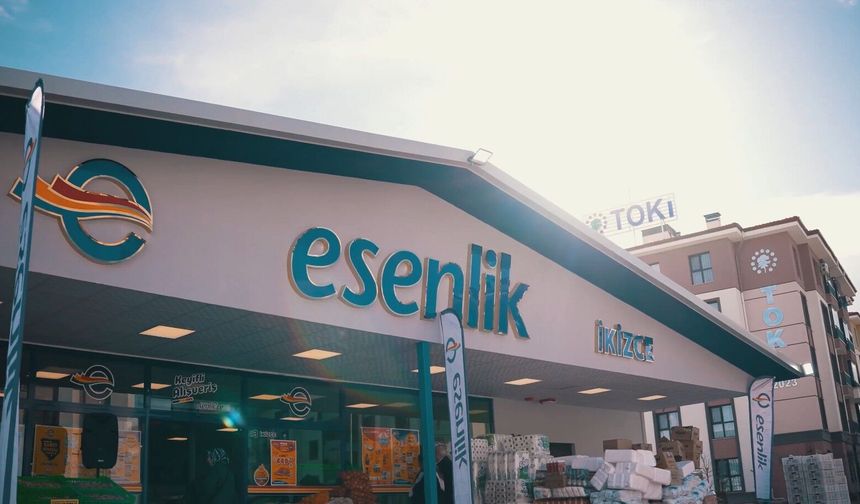 esenlik
İKİZCE
TOKİ
TOKİ
2023
Keyifli
Alışveriş
esenlik
esenlik